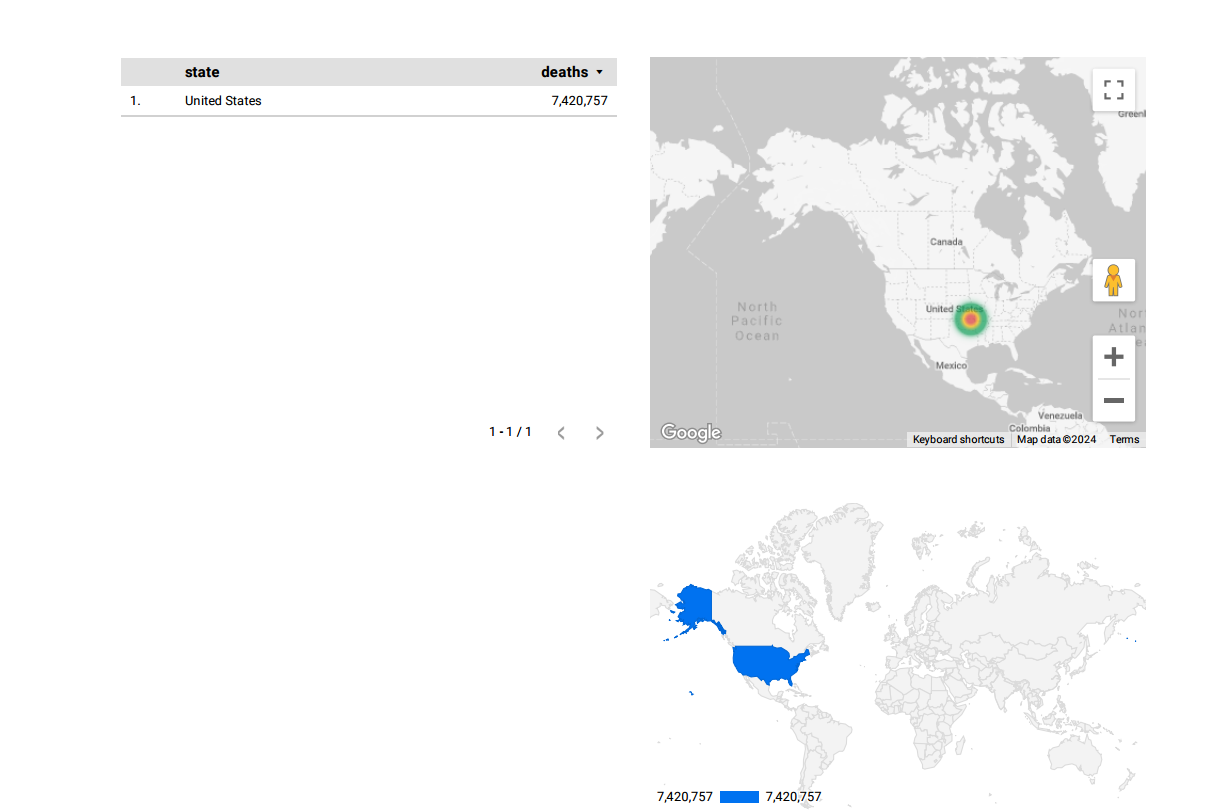 state deaths
1. United States 7,420,757
1 - 1 / 1
Canada
United States
North
Pacific
Ocean
Mexico
Venezuela
Colombia
Google
Keyboard shortcuts Map data ©2024 Terms
7,420,757 7,420,757